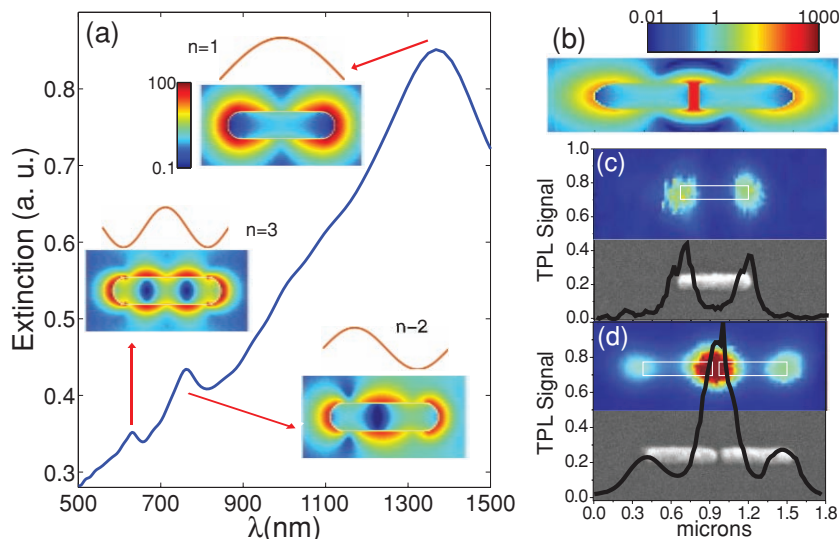 (a)
n=1
100
0.1
n=3
n-2
Extinction (a. u.)
0.8
0.7
0.6
0.5
0.4
0.3
500 700 900 1100 1300 1500
λ(nm)
0.01 10 1000
(b)
(c)
TPL Signal
1.0
0.8
0.6
0.4
0.2
0.0
(d)
TPL Signal
0.8
0.6
0.4
0.2
0.0
0.0 0.3 0.6 0.9 1.2 1.5 1.8
microns